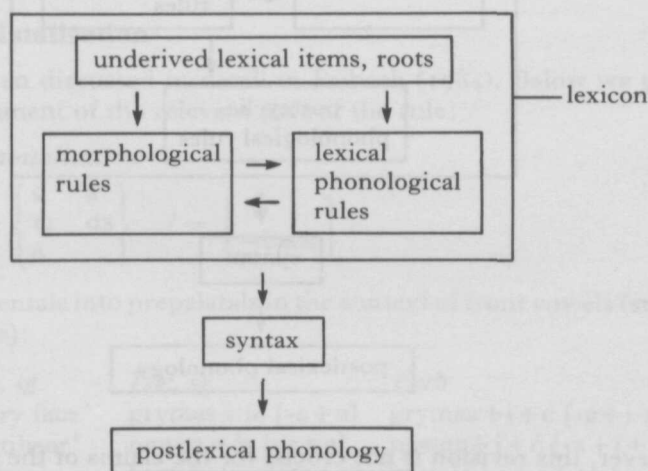 underived lexical items, roots
lexicon
morphological
rules
lexical
phonological
rules
syntax
postlexical phonology